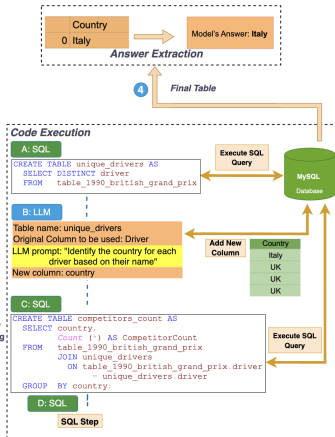 Country
0 Italy
Model's Answer: Italy
Answer Extraction
4
Final Table
Code Execution
A: SQL
CREATE TABLE unique_drivers AS
SELECT DISTINCT driver
FROM table_1990_british_grand_prix
Execute SQL
Query
MySQL
Database
B: LLM
Table name: unique_drivers
Original Column to be used: Driver
LLM prompt: "Identify the country for each
driver based on their name"
New column: country
Add New
Column
Country
Italy
UK
UK
UK
C: SQL
CREATE TABLE competitors_count AS
SELECT country,
Count (*) AS CompetitorCount
FROM table_1990_british_grand_prix
JOIN unique_drivers
ON table_1990_british_grand_prix.driver
= unique_drivers.driver
GROUP BY country;
Execute SQL
Query
D: SQL
SQL Step